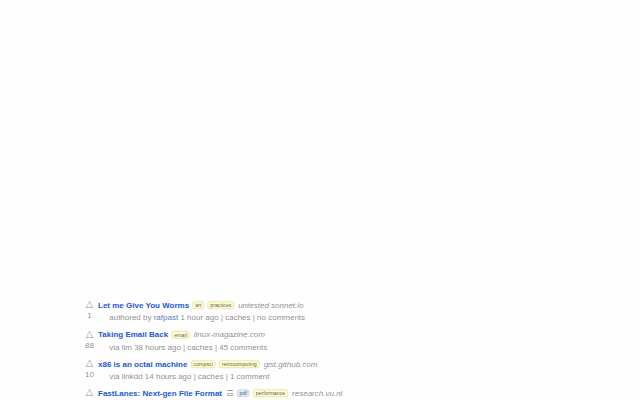 Let me Give You Worms art practices untested.sonnet.io
1 authored by rafpast 1 hour ago | caches | no comments
Taking Email Back email linux-magazine.com
88 via lim 38 hours ago | caches | 45 comments
x86 is an octal machine compsci retrocomputing gist.github.com
10 via linkdd 14 hours ago | caches | 1 comment
FastLanes: Next-gen File Format pdf performance research.vu.nl